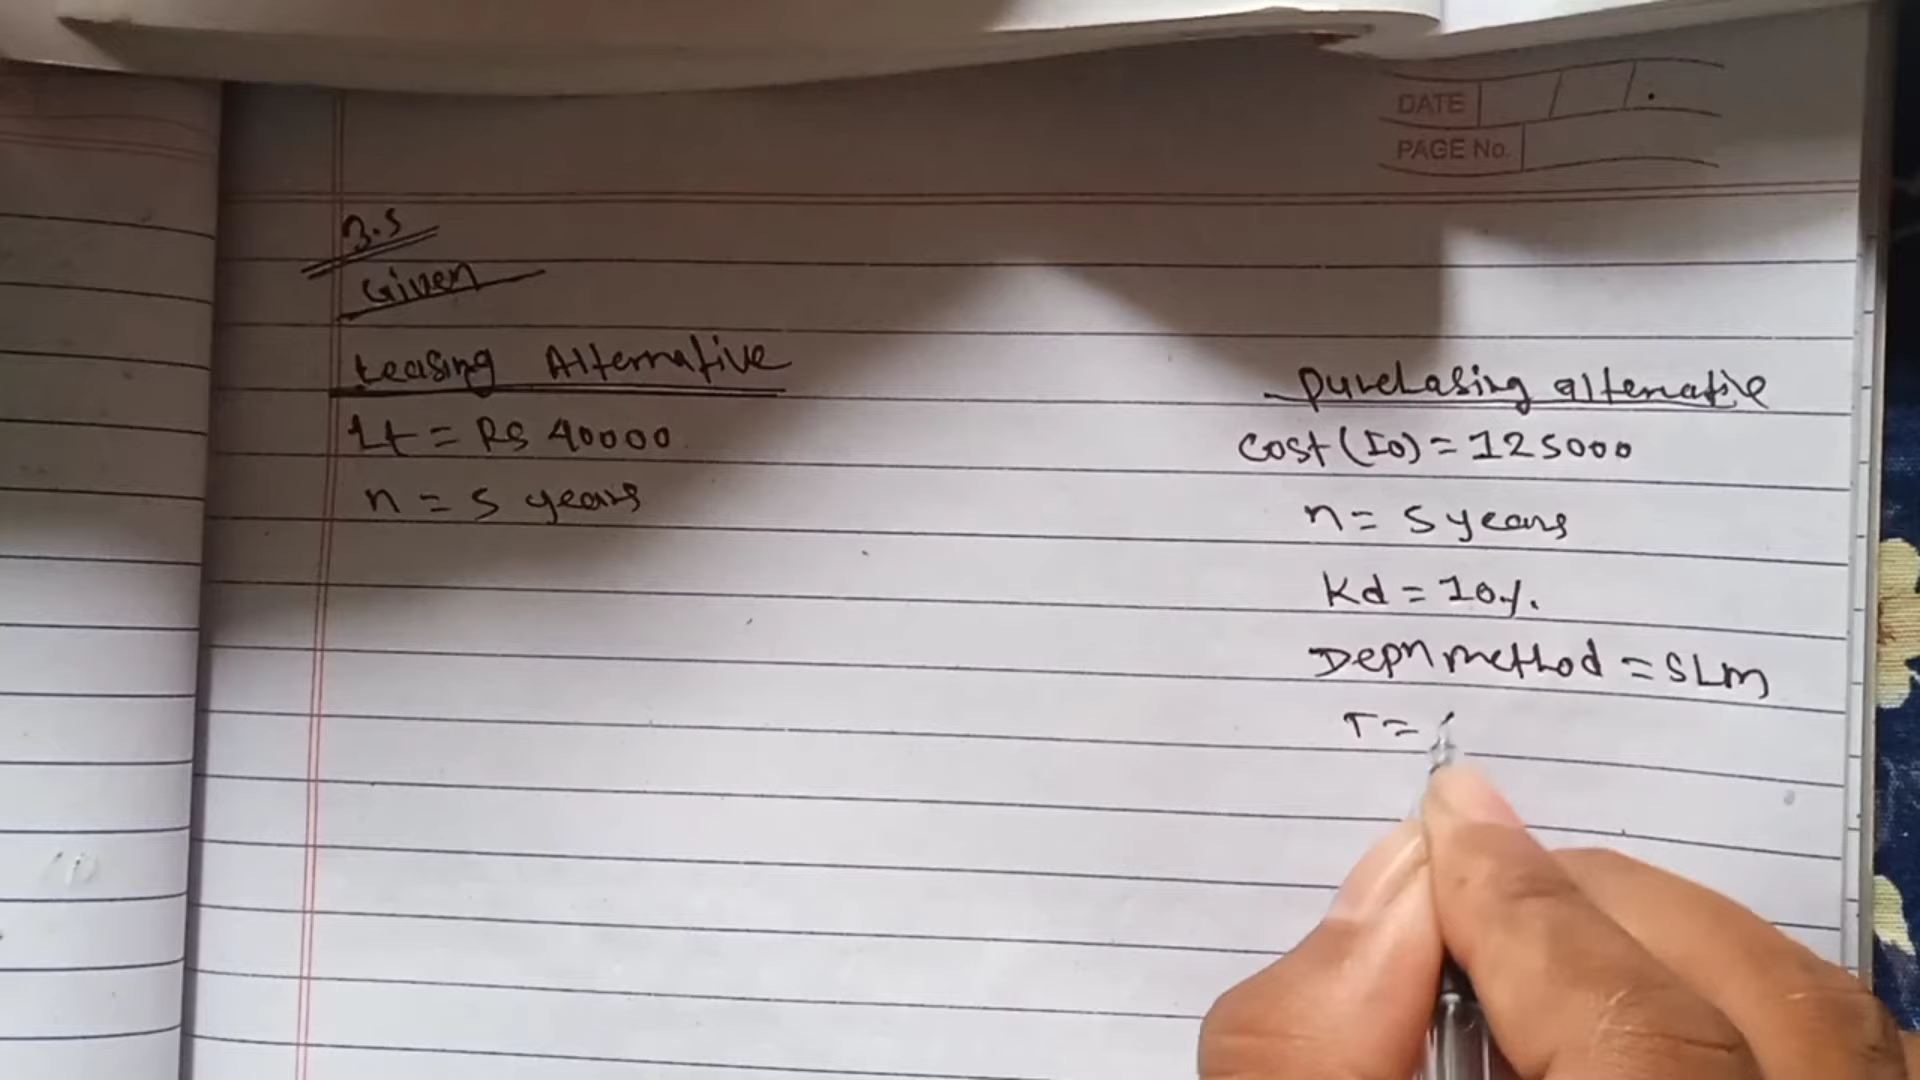 DATE / /
PAGE No.
3.5
Given
Leasing Alternative
Lt = Rs 40000
n = 5 years
purchasing alternative
Cost (I0) = 125000
n = 5 years
Kd = 10%.
Depn method = SLM
T =